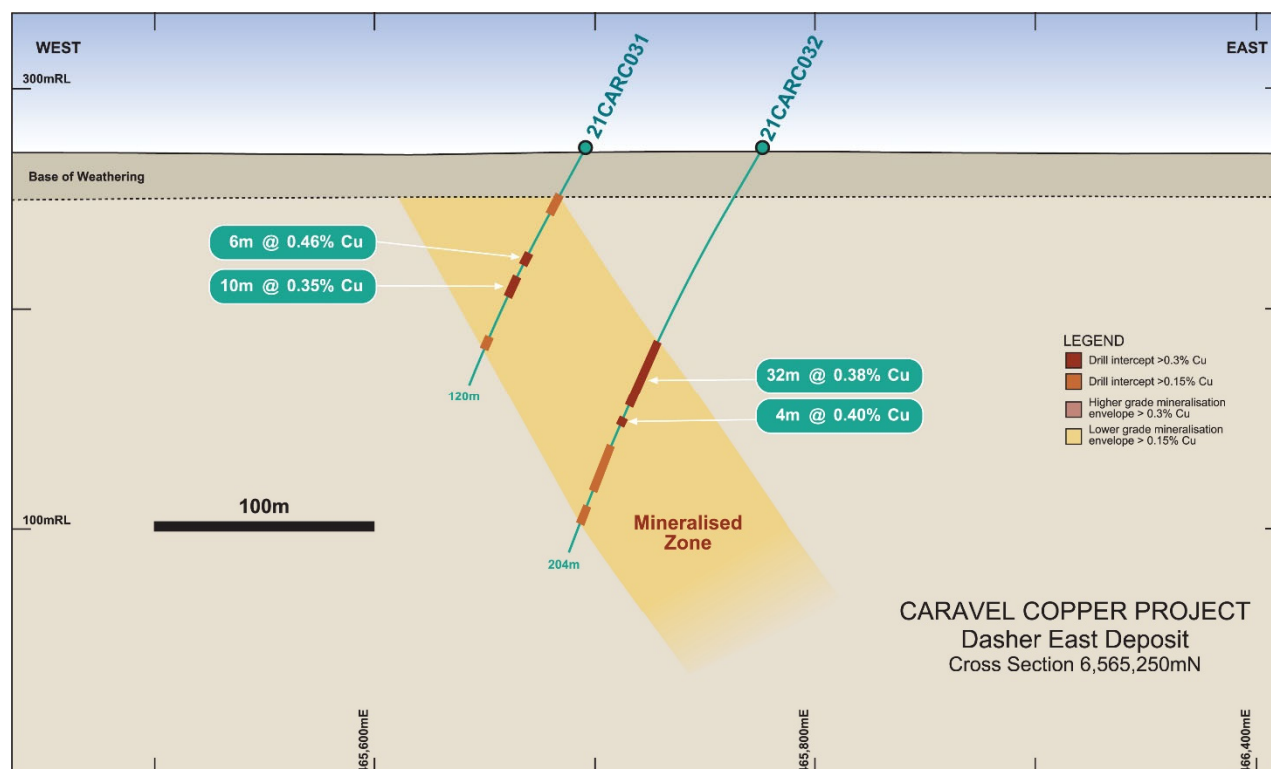 WEST
EAST
300mRL
21CARC031
21CARC032
Base of Weathering
6m @ 0.46% Cu
10m @ 0.35% Cu
32m @ 0.38% Cu
4m @ 0.40% Cu
120m
204m
LEGEND
Drill intercept >0.3% Cu
Drill intercept >0.15% Cu
Higher grade mineralisation
envelope > 0.3% Cu
Lower grade mineralisation
envelope > 0.15% Cu
100m
100mRL
Mineralised
Zone
CARAVEL COPPER PROJECT
Dasher East Deposit
Cross Section 6,565,250mN
465,600mE
465,800mE
466,400mE